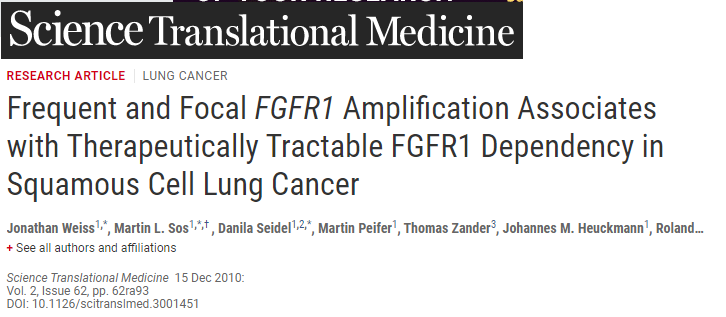 Science Translational Medicine
RESEARCH ARTICLE | LUNG CANCER
Frequent and Focal FGFR1 Amplification Associates
with Therapeutically Tractable FGFR1 Dependency in
Squamous Cell Lung Cancer
Jonathan Weiss1,*, Martin L. Sos1,*,†, Danila Seidel1,2,*, Martin Peifer1, Thomas Zander3, Johannes M. Heuckmann1, Roland…
+ See all authors and affiliations
Science Translational Medicine 15 Dec 2010:
Vol. 2, Issue 62, pp. 62ra93
DOI: 10.1126/scitranslmed.3001451